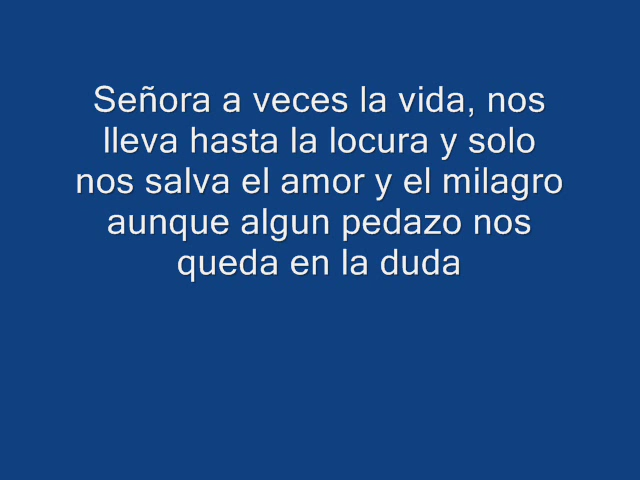 Señora a veces la vida, nos
lleva hasta la locura y solo
nos salva el amor y el milagro
aunque algun pedazo nos
queda en la duda